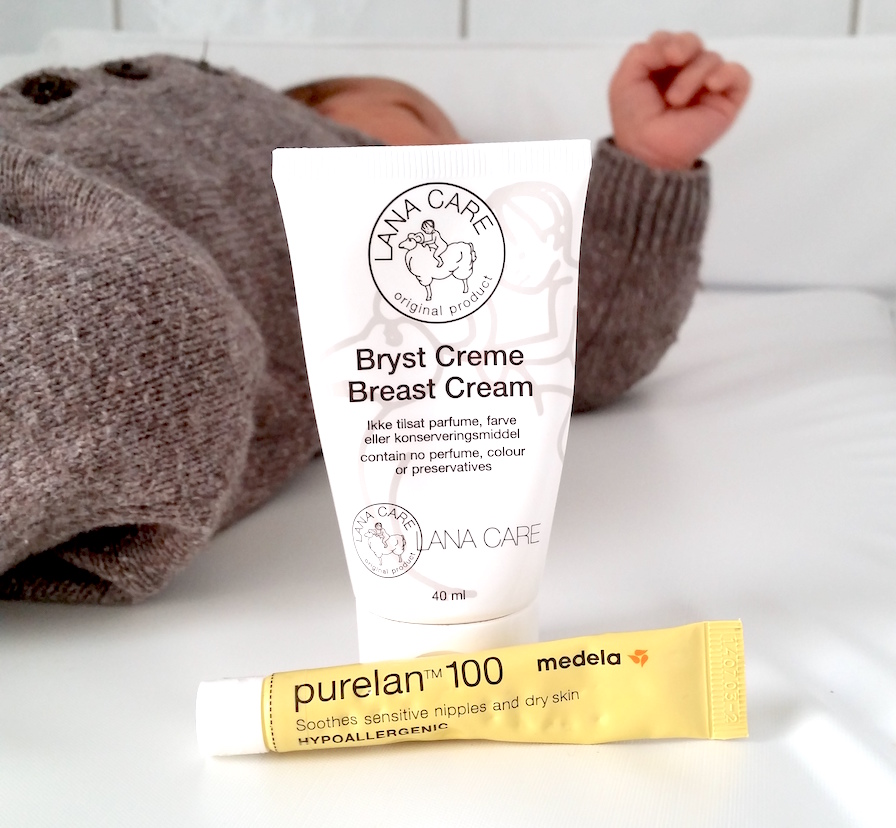 LANA CARE
original product
Bryst Creme
Breast Cream
Ikke tilsat parfume, farve
eller konserveringsmiddel
contain no perfume, colour
or preservatives
LANA CARE
original product
LANA CARE
40 ml
purelan™ 100
medela
Soothes sensitive nipples and dry skin
HYPOALLERGENIC